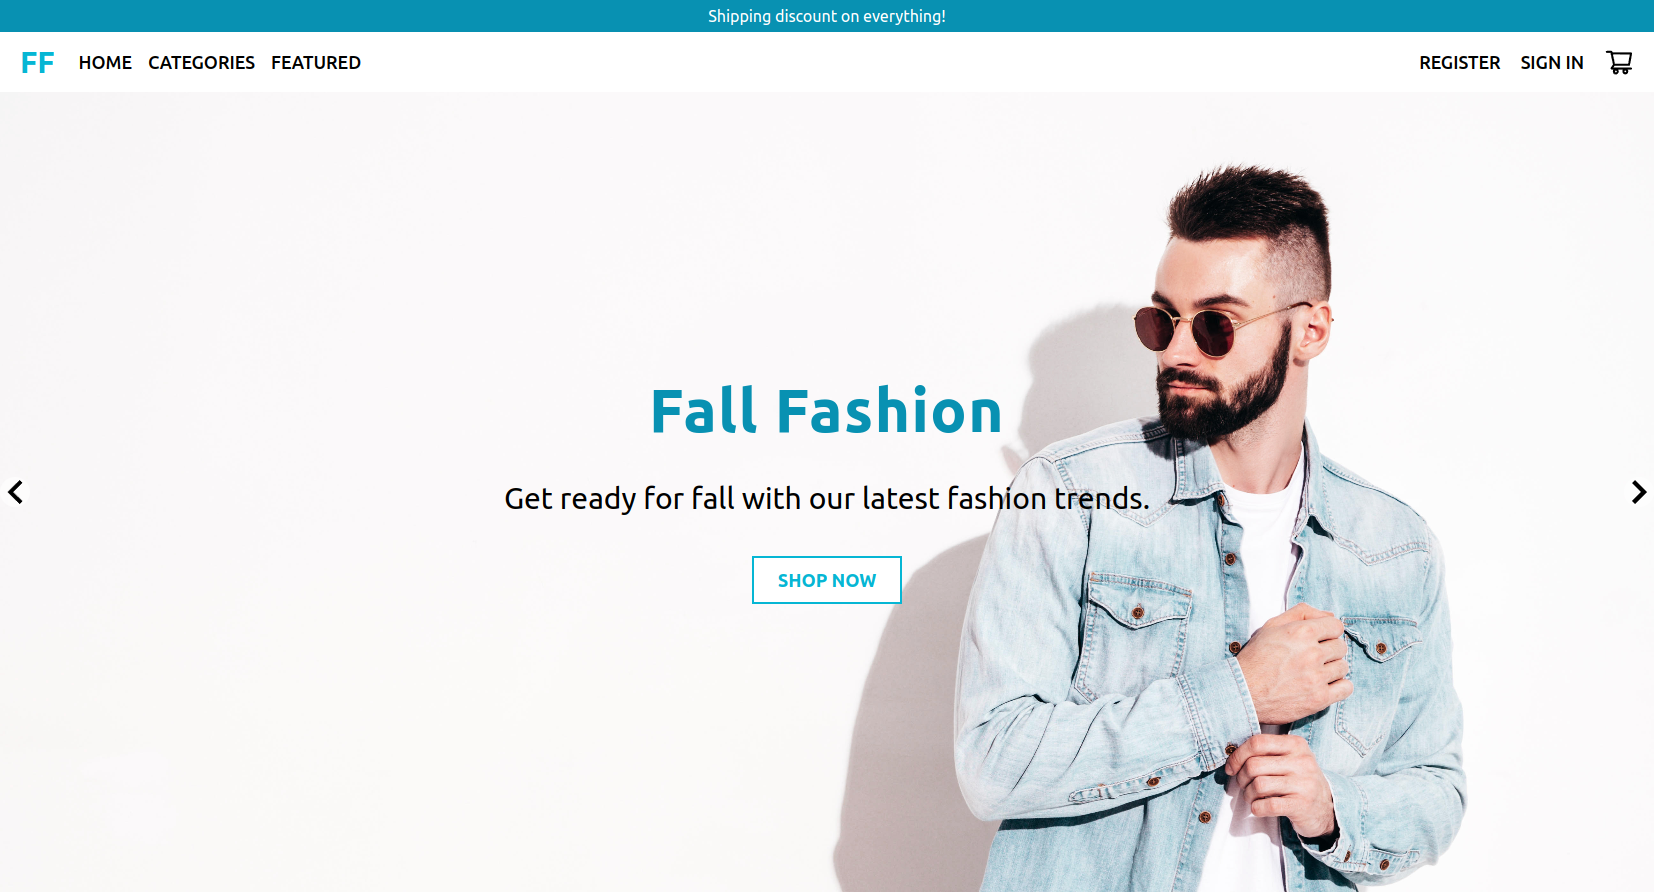 Shipping discount on everything!
FF HOME CATEGORIES FEATURED REGISTER SIGN IN
Fall Fashion
Get ready for fall with our latest fashion trends.
SHOP NOW